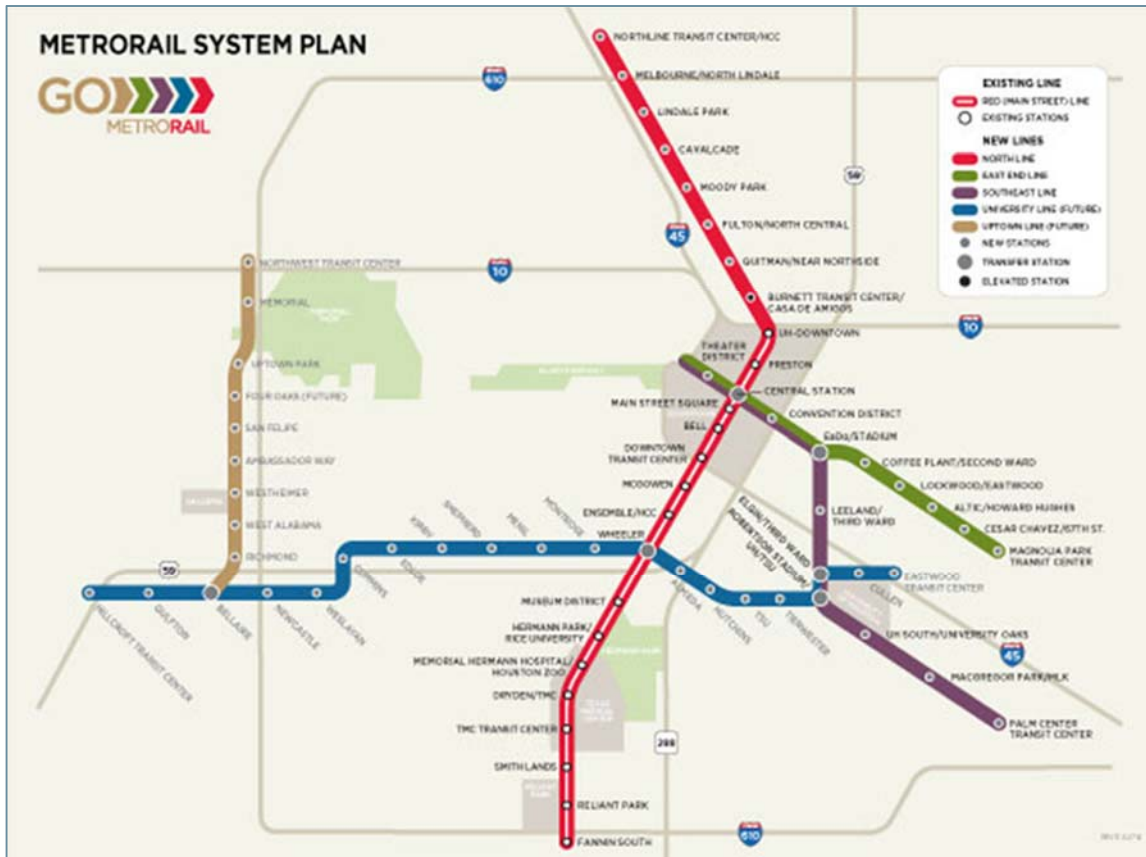 METRORAIL SYSTEM PLAN
GO
METRORAIL
EXISTING LINE
RED (MAIN STREET) LINE
EXISTING STATIONS
NEW LINES
NORTH LINE
EAST END LINE
SOUTHEAST LINE
UNIVERSITY LINE (FUTURE)
UPTOWN LINE (FUTURE)
NEW STATIONS
TRANSFER STATION
ELEVATED STATION
NORTHLINE TRANSIT CENTER/HCC
MELBOURNE/NORTH LINDALE
LINDALE PARK
CAVALCADE
MOODY PARK
FULTON/NORTH CENTRAL
QUITMAN/NEAR NORTHSIDE
BURNETT TRANSIT CENTER/
CASA DE AMIGOS
UH-DOWNTOWN
PRESTON
THEATER
DISTRICT
CENTRAL STATION
MAIN STREET SQUARE
CONVENTION DISTRICT
BELL
EaDo/STADIUM
DOWNTOWN
TRANSIT CENTER
COFFEE PLANT/SECOND WARD
LOCKWOOD/EASTWOOD
ALTIC/HOWARD HUGHES
CESAR CHAVEZ/67TH ST.
MAGNOLIA PARK
TRANSIT CENTER
MCGOWEN
ENSEMBLE/HCC
WHEELER
LEELAND/
THIRD WARD
ELGIN/THIRD WARD
ROBERTSON STADIUM/
UH/TSU
EASTWOOD
TRANSIT CENTER
CULLEN
UH SOUTH/UNIVERSITY OAKS
MACGREGOR PARK/MLK
PALM CENTER
TRANSIT CENTER
ALMEDA
HUTCHINS
TSU
TIERWESTER
MUSEUM DISTRICT
HERMANN PARK/
RICE UNIVERSITY
MEMORIAL HERMANN HOSPITAL/
HOUSTON ZOO
DRYDEN/TMC
TMC TRANSIT CENTER
SMITH LANDS
RELIANT PARK
FANNIN SOUTH
NORTHWEST TRANSIT CENTER
MEMORIAL
UPTOWN PARK
FOUR OAKS (FUTURE)
SAN FELIPE
AMBASSADOR WAY
WESTHEIMER
WEST ALABAMA
RICHMOND
HILLCROFT TRANSIT CENTER
GULFTON
BELLAIRE
NEWCASTLE
WESLAYAN
CUMMINS
EDLOE
KIRBY
SHEPHERD
MENIL
MONTROSE
610
45
59
10
10
59
45
288
610